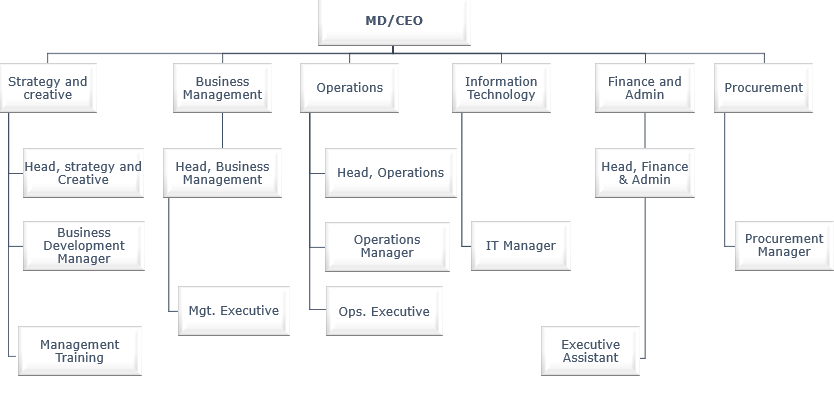 MD/CEO
Strategy and
creative
Business
Management
Operations
Information
Technology
Finance and
Admin
Procurement
Head, strategy and
Creative
Head, Business
Management
Head, Operations
Head, Finance
& Admin
Business
Development
Manager
Operations
Manager
IT Manager
Procurement
Manager
Mgt. Executive
Ops. Executive
Management
Training
Executive
Assistant